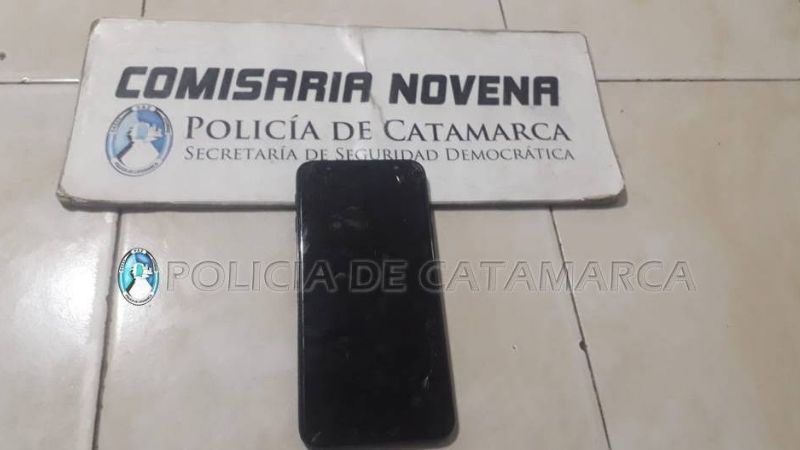 COMISARIA NOVENA
POLICÍA DE CATAMARCA
SECRETARÍA DE SEGURIDAD DEMOCRÁTICA
POLICIA DE CATAMARCA